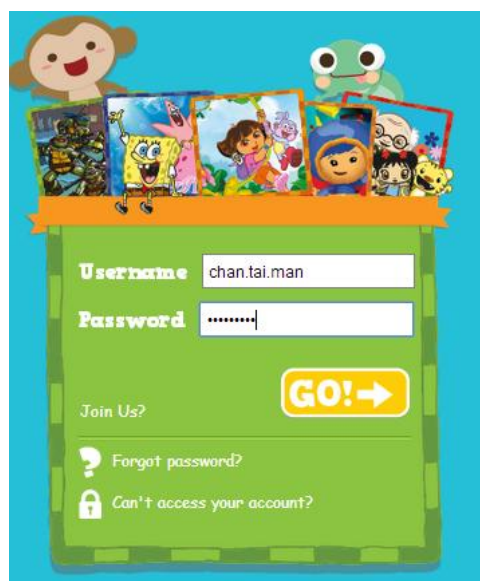 Username chan.tai.man
Password •••••••••
GO!
Join Us?
Forgot password?
Can't access your account?